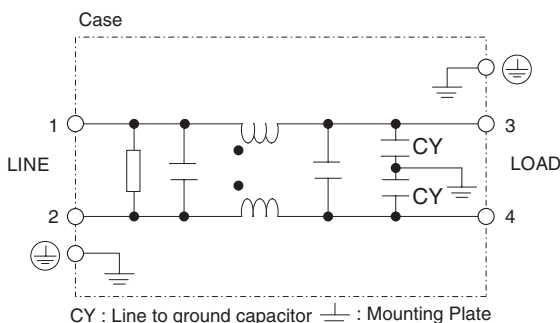 Case
1
3
LINE
CY
LOAD
CY
2
4
CY : Line to ground capacitor : Mounting Plate